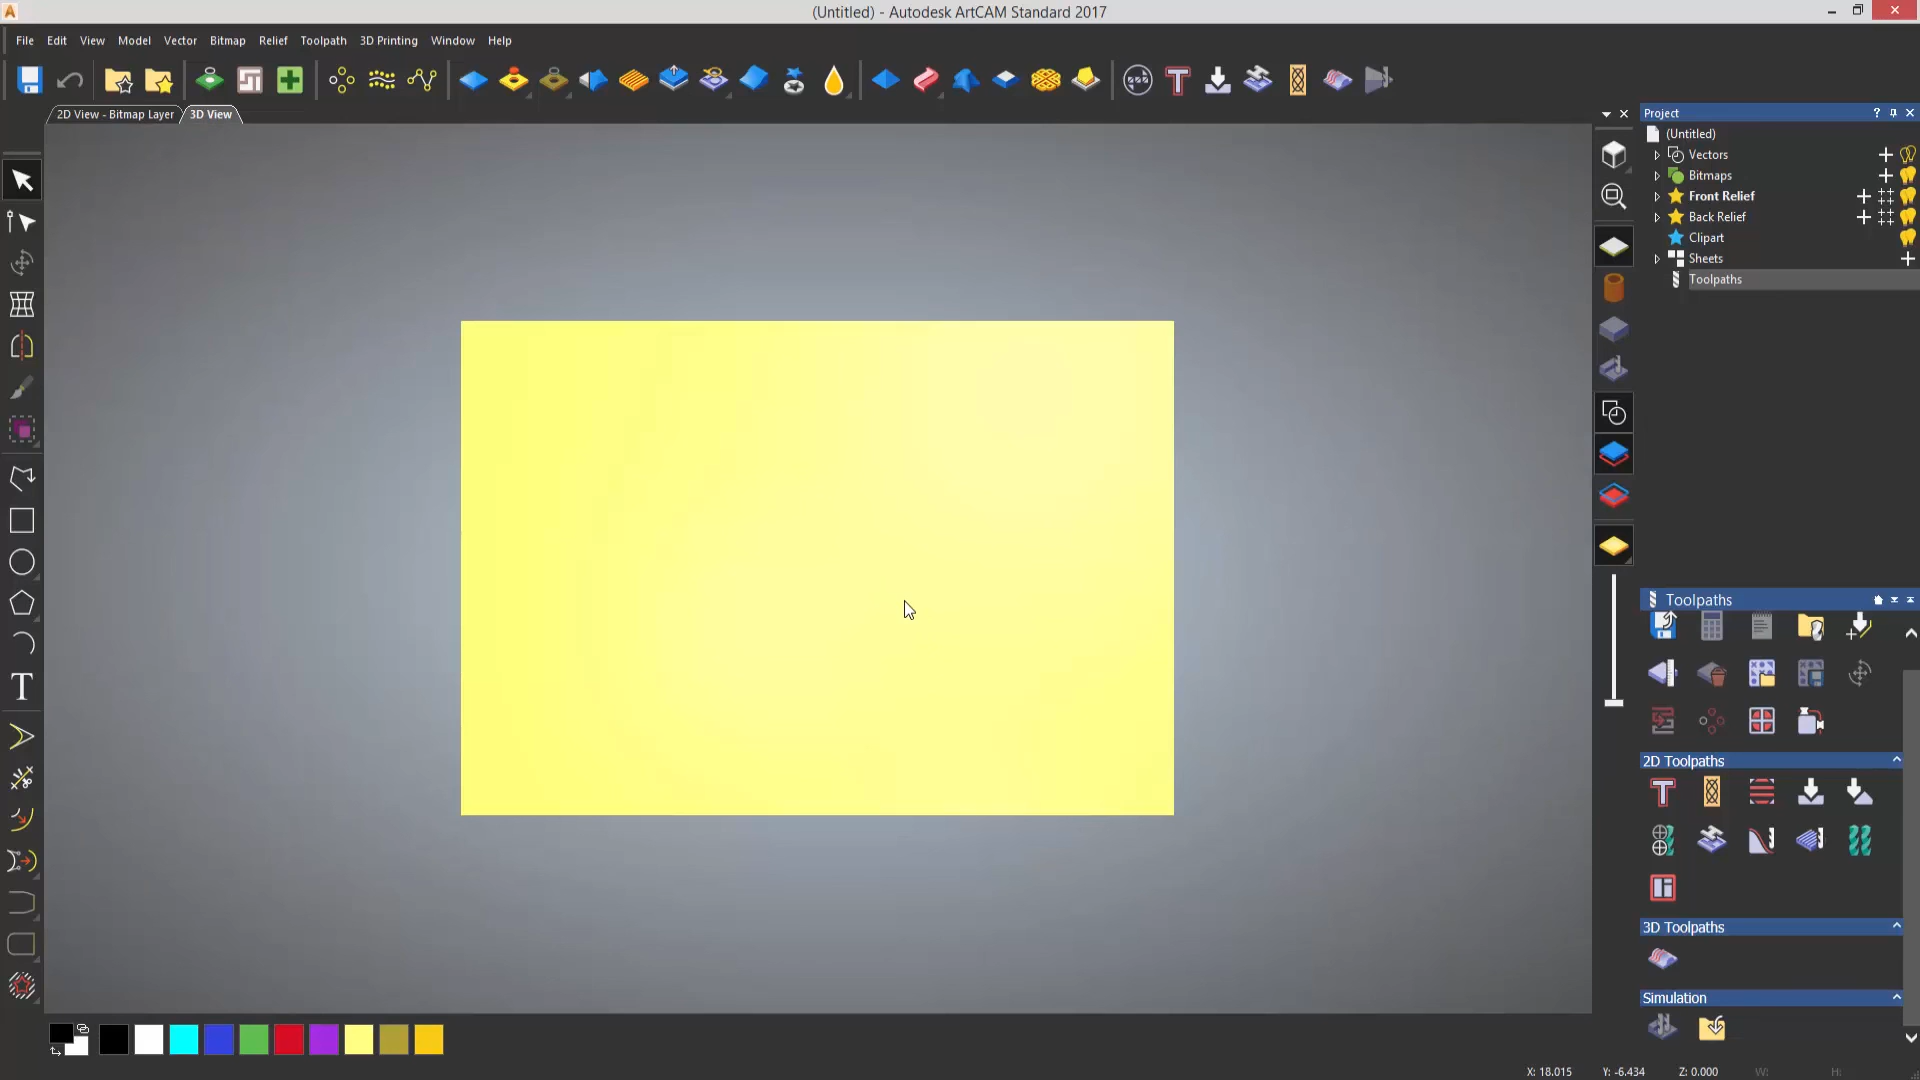 (Untitled) - Autodesk ArtCAM Standard 2017
File Edit View Model Vector Bitmap Relief Toolpath 3D Printing Window Help
2D View - Bitmap Layer 3D View
Project
(Untitled)
Vectors
Bitmaps
Front Relief
Back Relief
Clipart
Sheets
Toolpaths
Toolpaths
2D Toolpaths
3D Toolpaths
Simulation
X: 18.015 Y: -6.434 Z: 0.000 W: H: